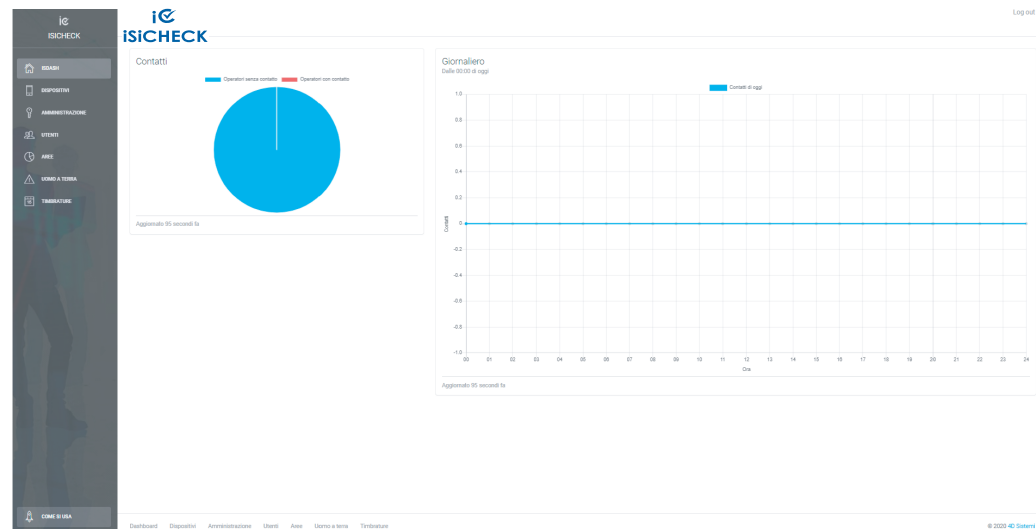 iC
ISICHECK
iC
iSiCHECK
Log out
ISIDASH
DISPOSITIVI
AMMINISTRAZIONE
UTENTI
AREE
UOMO A TERRA
TIMBRATURE
COME SI USA
Contatti
Operatori senza contatto Operatori con contatto
Aggiornato 95 secondi fa
Giornaliero
Dalle 00:00 di oggi
Contatti di oggi
1.0
0.8
0.6
0.4
0.2
0
-0.2
-0.4
-0.6
-0.8
-1.0
Contatti
00 01 02 03 04 05 06 07 08 09 10 11 12 13 14 15 16 17 18 19 20 21 22 23 24
Ora
Aggiornato 95 secondi fa
Dashboard Dispositivi Amministrazione Utenti Aree Uomo a terra Timbrature
© 2020 4D Sistemi